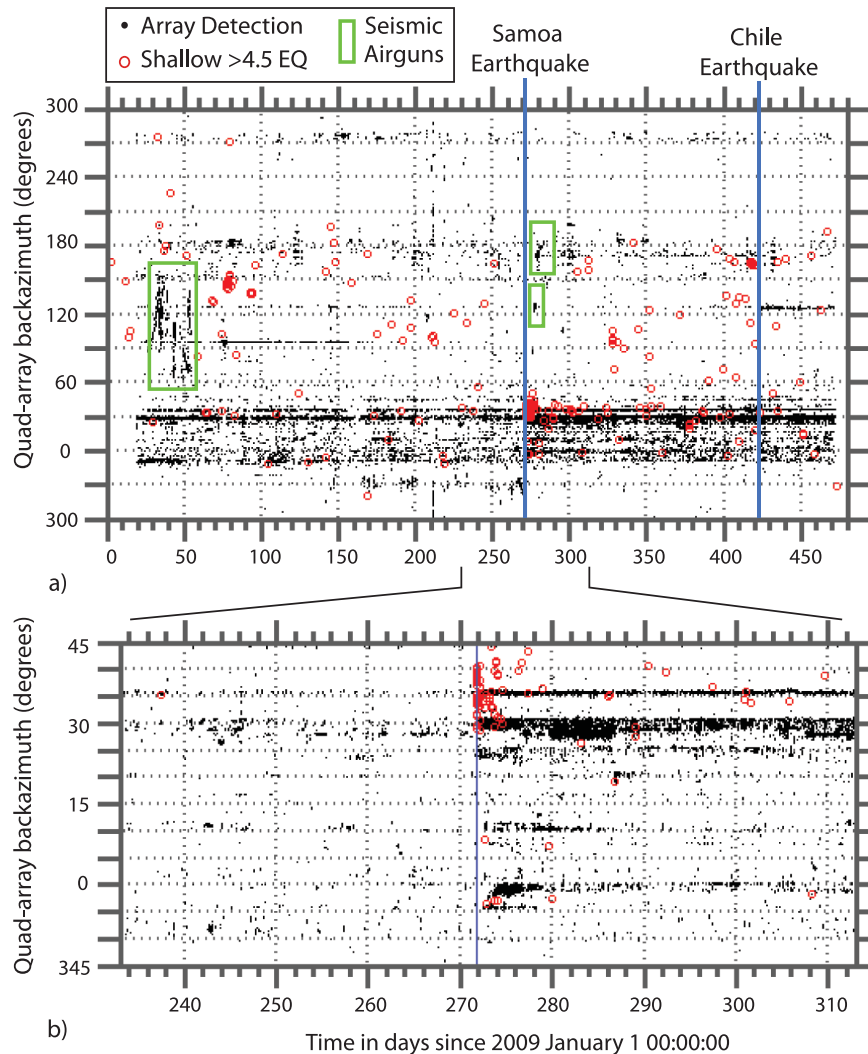 Array Detection
Shallow >4.5 EQ
Seismic
Airguns
Samoa
Earthquake
Chile
Earthquake
Quad-array backazimuth (degrees)
300
240
180
120
60
0
300
0 50 100 150 200 250 300 350 400 450
a)
Quad-array backazimuth (degrees)
45
30
15
0
345
240 250 260 270 280 290 300 310
b)
Time in days since 2009 January 1 00:00:00